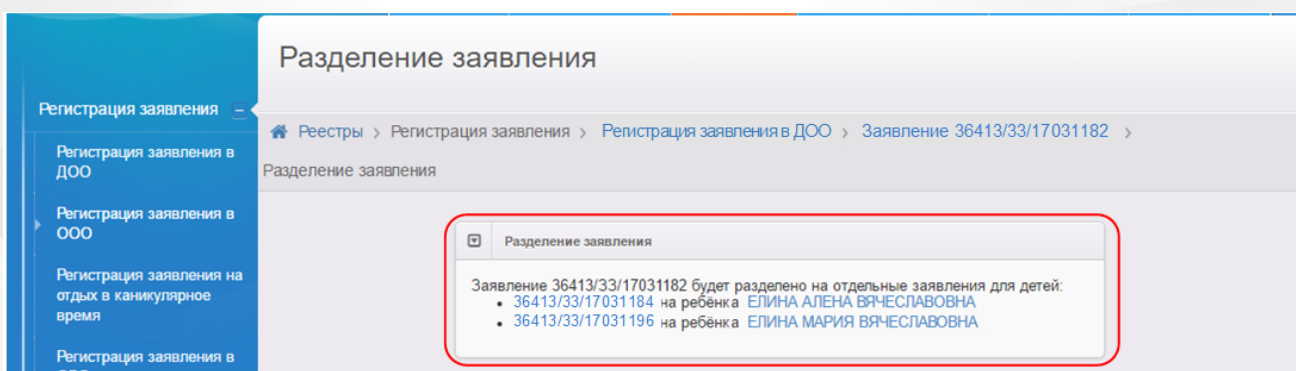 Разделение заявления
Регистрация заявления
Реестры > Регистрация заявления > Регистрация заявления в ДОО > Заявление 36413/33/17031182 >
Разделение заявления
Регистрация заявления в
ДОО
Регистрация заявления в
ООО
Регистрация заявления на
отдых в каникулярное
время
Регистрация заявления в
Разделение заявления
Заявление 36413/33/17031182 будет разделено на отдельные заявления для детей:
• 36413/33/17031184 на ребёнка ЕЛИНА АЛЕНА ВЯЧЕСЛАВОВНА
• 36413/33/17031196 на ребёнка ЕЛИНА МАРИЯ ВЯЧЕСЛАВОВНА